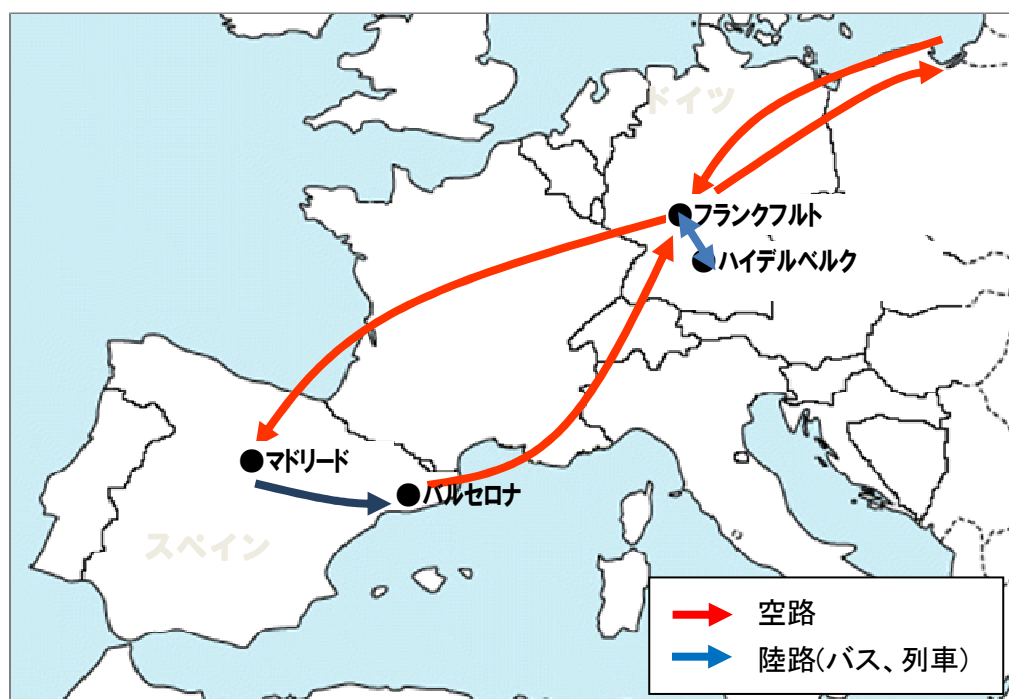 ドイツ
フランクフルト
ハイデルベルク
マドリード
バルセロナ
スペイン
空路
陸路(バス、列車)